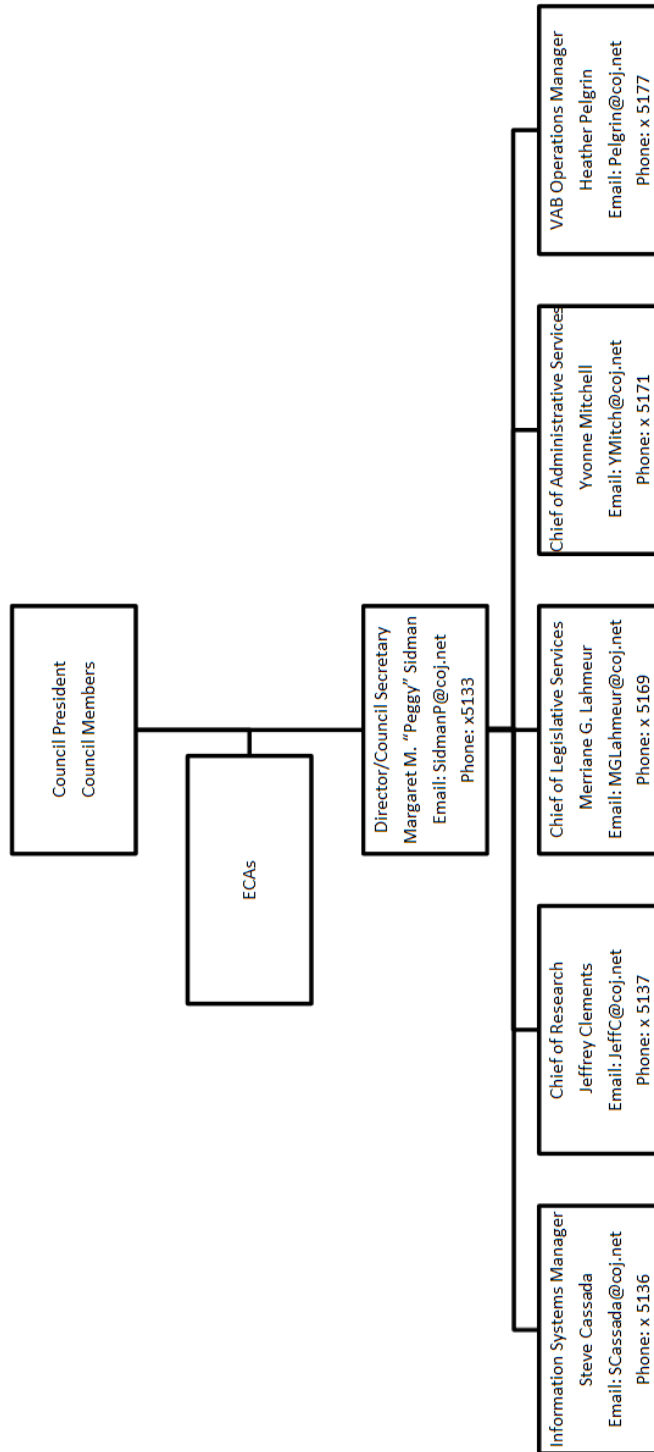 Council President
Council Members
ECAs
Director/Council Secretary
Margaret M. “Peggy” Sidman
Email: SidmanP@coj.net
Phone: x5133
Information Systems Manager
Steve Cassada
Email: SCassada@coj.net
Phone: x 5136
Chief of Research
Jeffrey Clements
Email: JeffC@coj.net
Phone: x 5137
Chief of Legislative Services
Merriane G. Lahmeur
Email: MGLahmeur@coj.net
Phone: x 5169
Chief of Administrative Services
Yvonne Mitchell
Email: YMitch@coj.net
Phone: x 5171
VAB Operations Manager
Heather Pelgrin
Email: Pelgrin@coj.net
Phone: x 5177